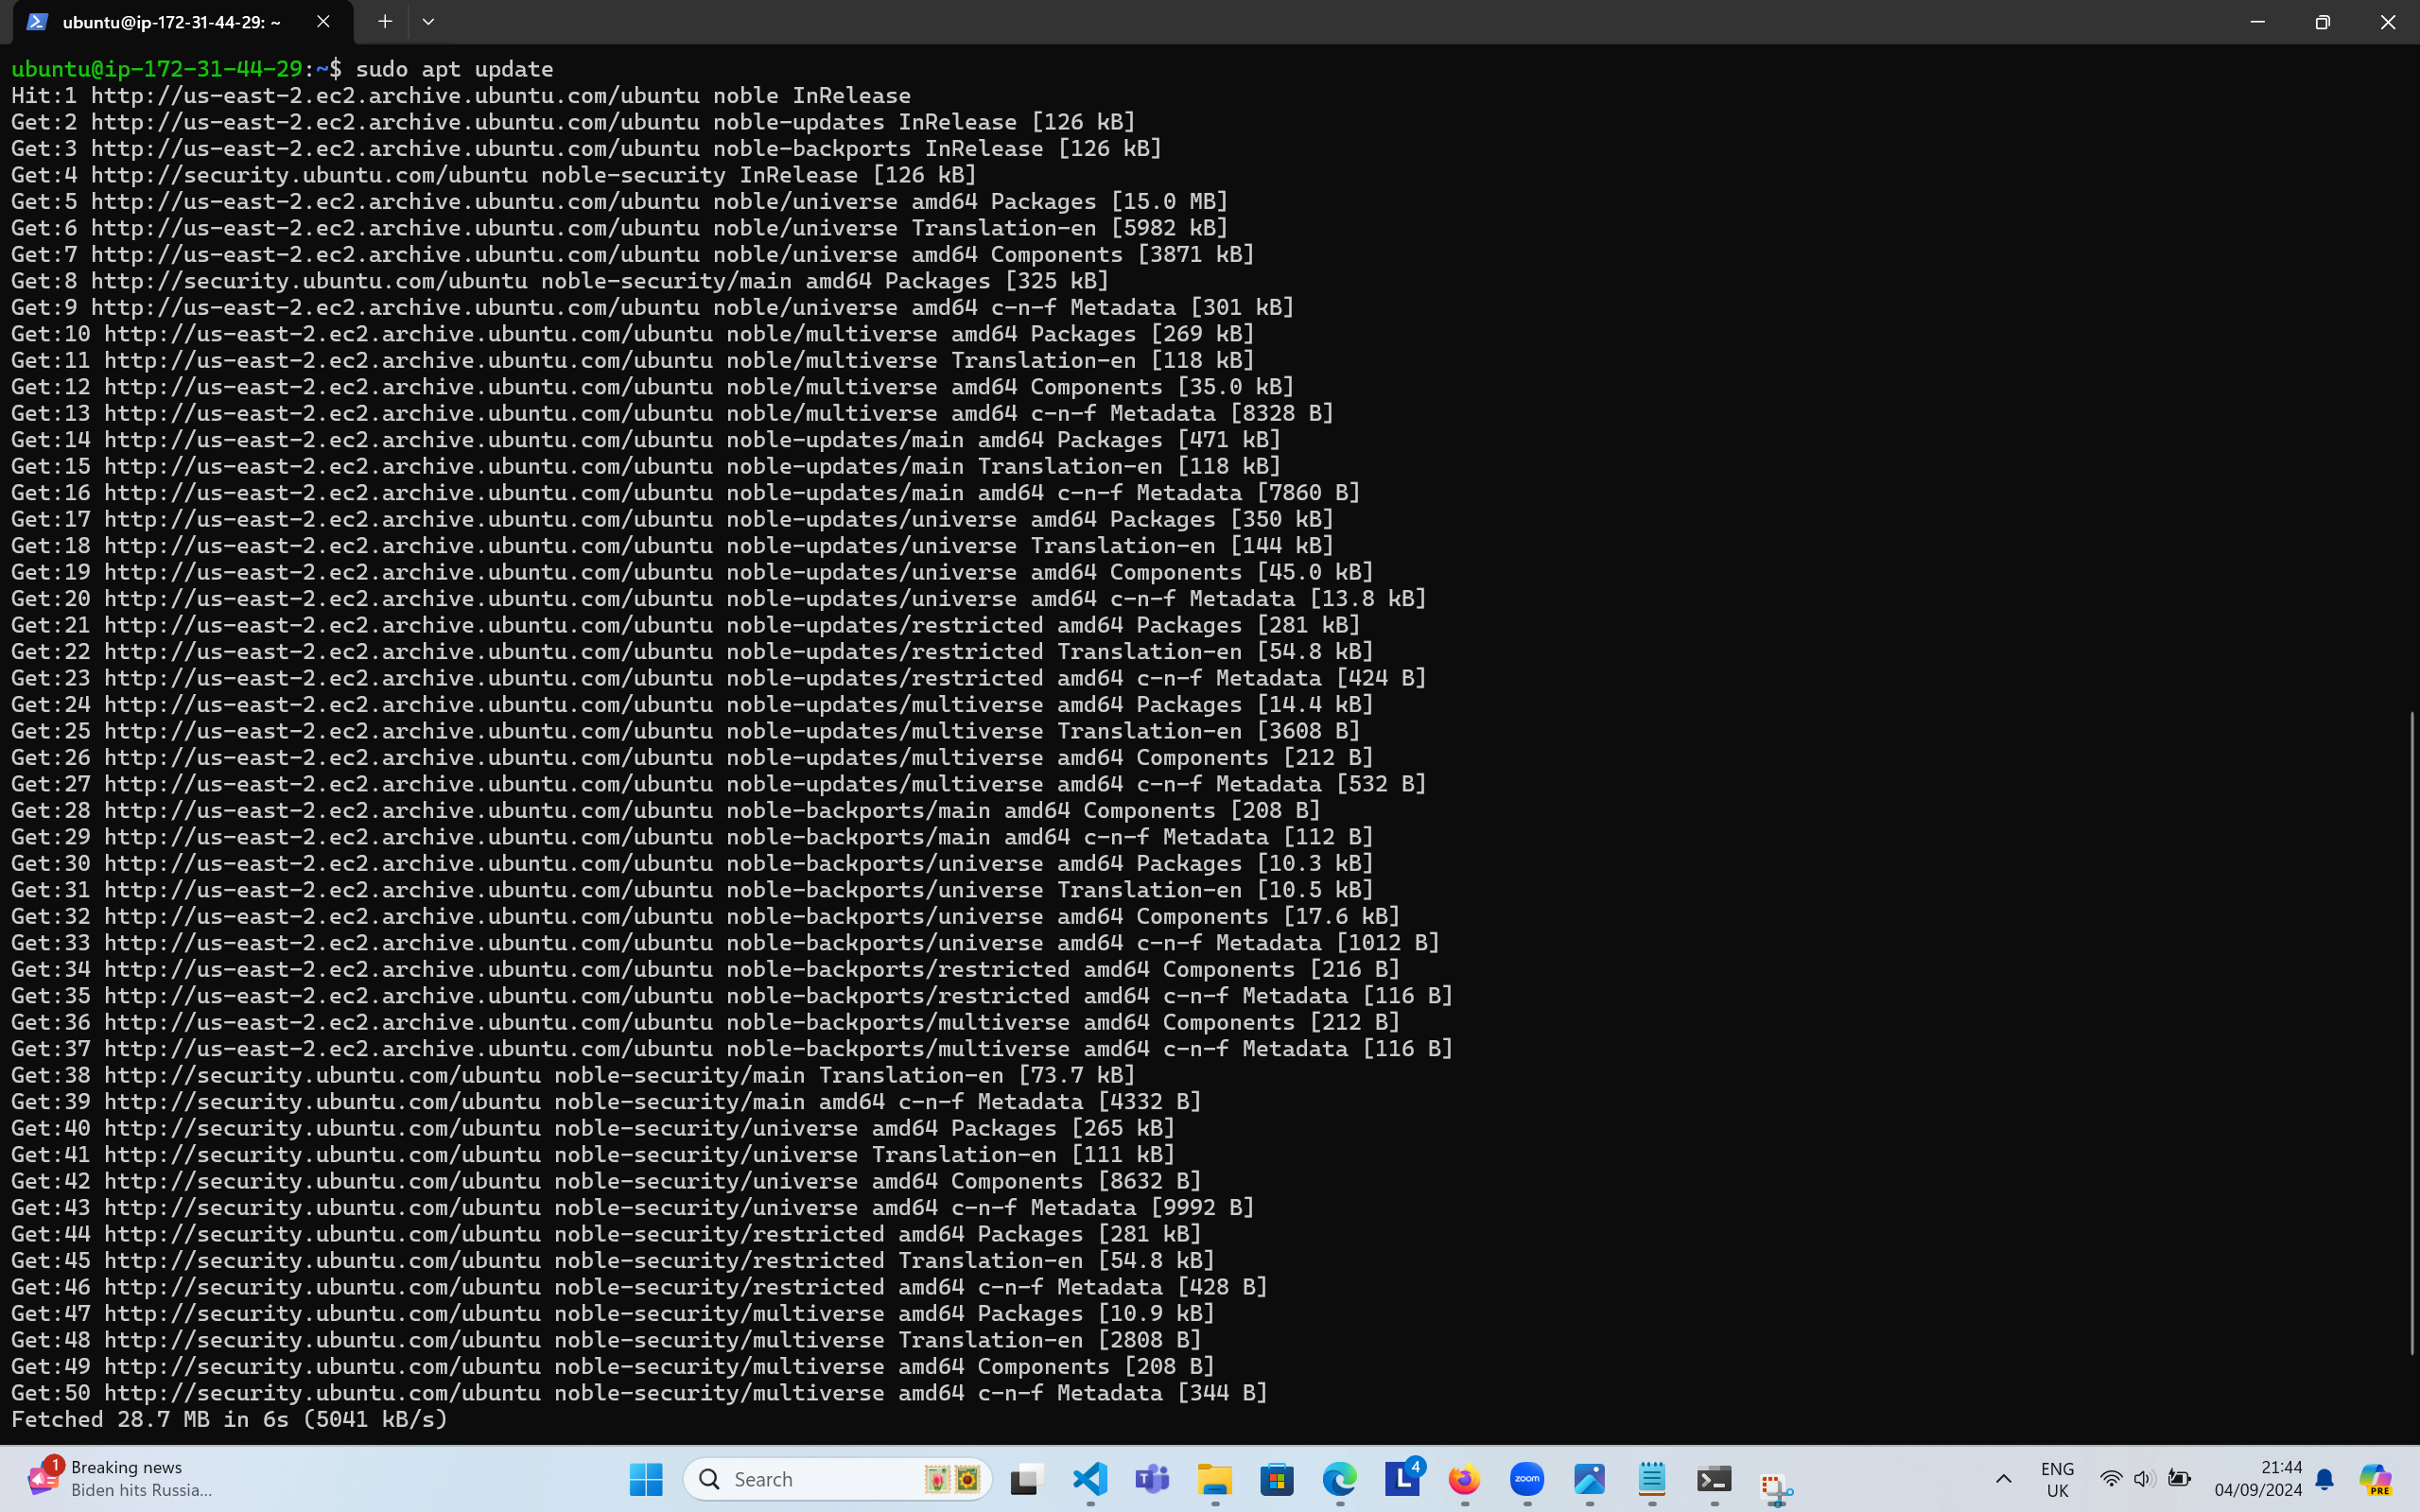 ubuntu@ip-172-31-44-29: ~
ubuntu@ip-172-31-44-29:~$ sudo apt update
Hit:1 http://us-east-2.ec2.archive.ubuntu.com/ubuntu noble InRelease
Get:2 http://us-east-2.ec2.archive.ubuntu.com/ubuntu noble-updates InRelease [126 kB]
Get:3 http://us-east-2.ec2.archive.ubuntu.com/ubuntu noble-backports InRelease [126 kB]
Get:4 http://security.ubuntu.com/ubuntu noble-security InRelease [126 kB]
Get:5 http://us-east-2.ec2.archive.ubuntu.com/ubuntu noble/universe amd64 Packages [15.0 MB]
Get:6 http://us-east-2.ec2.archive.ubuntu.com/ubuntu noble/universe Translation-en [5982 kB]
Get:7 http://us-east-2.ec2.archive.ubuntu.com/ubuntu noble/universe amd64 Components [3871 kB]
Get:8 http://security.ubuntu.com/ubuntu noble-security/main amd64 Packages [325 kB]
Get:9 http://us-east-2.ec2.archive.ubuntu.com/ubuntu noble/universe amd64 c-n-f Metadata [301 kB]
Get:10 http://us-east-2.ec2.archive.ubuntu.com/ubuntu noble/multiverse amd64 Packages [269 kB]
Get:11 http://us-east-2.ec2.archive.ubuntu.com/ubuntu noble/multiverse Translation-en [118 kB]
Get:12 http://us-east-2.ec2.archive.ubuntu.com/ubuntu noble/multiverse amd64 Components [35.0 kB]
Get:13 http://us-east-2.ec2.archive.ubuntu.com/ubuntu noble/multiverse amd64 c-n-f Metadata [8328 B]
Get:14 http://us-east-2.ec2.archive.ubuntu.com/ubuntu noble-updates/main amd64 Packages [471 kB]
Get:15 http://us-east-2.ec2.archive.ubuntu.com/ubuntu noble-updates/main Translation-en [118 kB]
Get:16 http://us-east-2.ec2.archive.ubuntu.com/ubuntu noble-updates/main amd64 c-n-f Metadata [7860 B]
Get:17 http://us-east-2.ec2.archive.ubuntu.com/ubuntu noble-updates/universe amd64 Packages [350 kB]
Get:18 http://us-east-2.ec2.archive.ubuntu.com/ubuntu noble-updates/universe Translation-en [144 kB]
Get:19 http://us-east-2.ec2.archive.ubuntu.com/ubuntu noble-updates/universe amd64 Components [45.0 kB]
Get:20 http://us-east-2.ec2.archive.ubuntu.com/ubuntu noble-updates/universe amd64 c-n-f Metadata [13.8 kB]
Get:21 http://us-east-2.ec2.archive.ubuntu.com/ubuntu noble-updates/restricted amd64 Packages [281 kB]
Get:22 http://us-east-2.ec2.archive.ubuntu.com/ubuntu noble-updates/restricted Translation-en [54.8 kB]
Get:23 http://us-east-2.ec2.archive.ubuntu.com/ubuntu noble-updates/restricted amd64 c-n-f Metadata [424 B]
Get:24 http://us-east-2.ec2.archive.ubuntu.com/ubuntu noble-updates/multiverse amd64 Packages [14.4 kB]
Get:25 http://us-east-2.ec2.archive.ubuntu.com/ubuntu noble-updates/multiverse Translation-en [3608 B]
Get:26 http://us-east-2.ec2.archive.ubuntu.com/ubuntu noble-updates/multiverse amd64 Components [212 B]
Get:27 http://us-east-2.ec2.archive.ubuntu.com/ubuntu noble-updates/multiverse amd64 c-n-f Metadata [532 B]
Get:28 http://us-east-2.ec2.archive.ubuntu.com/ubuntu noble-backports/main amd64 Components [208 B]
Get:29 http://us-east-2.ec2.archive.ubuntu.com/ubuntu noble-backports/main amd64 c-n-f Metadata [112 B]
Get:30 http://us-east-2.ec2.archive.ubuntu.com/ubuntu noble-backports/universe amd64 Packages [10.3 kB]
Get:31 http://us-east-2.ec2.archive.ubuntu.com/ubuntu noble-backports/universe Translation-en [10.5 kB]
Get:32 http://us-east-2.ec2.archive.ubuntu.com/ubuntu noble-backports/universe amd64 Components [17.6 kB]
Get:33 http://us-east-2.ec2.archive.ubuntu.com/ubuntu noble-backports/universe amd64 c-n-f Metadata [1012 B]
Get:34 http://us-east-2.ec2.archive.ubuntu.com/ubuntu noble-backports/restricted amd64 Components [216 B]
Get:35 http://us-east-2.ec2.archive.ubuntu.com/ubuntu noble-backports/restricted amd64 c-n-f Metadata [116 B]
Get:36 http://us-east-2.ec2.archive.ubuntu.com/ubuntu noble-backports/multiverse amd64 Components [212 B]
Get:37 http://us-east-2.ec2.archive.ubuntu.com/ubuntu noble-backports/multiverse amd64 c-n-f Metadata [116 B]
Get:38 http://security.ubuntu.com/ubuntu noble-security/main Translation-en [73.7 kB]
Get:39 http://security.ubuntu.com/ubuntu noble-security/main amd64 c-n-f Metadata [4332 B]
Get:40 http://security.ubuntu.com/ubuntu noble-security/universe amd64 Packages [265 kB]
Get:41 http://security.ubuntu.com/ubuntu noble-security/universe Translation-en [111 kB]
Get:42 http://security.ubuntu.com/ubuntu noble-security/universe amd64 Components [8632 B]
Get:43 http://security.ubuntu.com/ubuntu noble-security/universe amd64 c-n-f Metadata [9992 B]
Get:44 http://security.ubuntu.com/ubuntu noble-security/restricted amd64 Packages [281 kB]
Get:45 http://security.ubuntu.com/ubuntu noble-security/restricted Translation-en [54.8 kB]
Get:46 http://security.ubuntu.com/ubuntu noble-security/restricted amd64 c-n-f Metadata [428 B]
Get:47 http://security.ubuntu.com/ubuntu noble-security/multiverse amd64 Packages [10.9 kB]
Get:48 http://security.ubuntu.com/ubuntu noble-security/multiverse Translation-en [2808 B]
Get:49 http://security.ubuntu.com/ubuntu noble-security/multiverse amd64 Components [208 B]
Get:50 http://security.ubuntu.com/ubuntu noble-security/multiverse amd64 c-n-f Metadata [344 B]
Fetched 28.7 MB in 6s (5041 kB/s)
1
Breaking news
Biden hits Russia...
Search
L
4
zoom
ENG
UK
21:44
04/09/2024
PRE